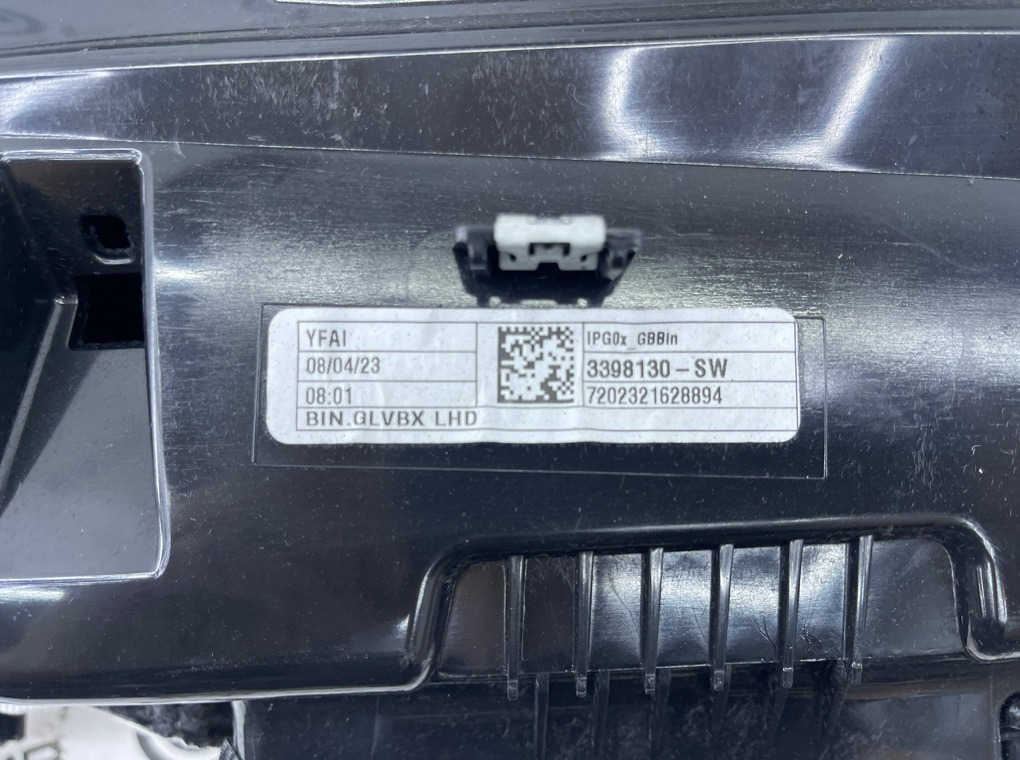 YFAI
08/04/23
08:01
BIN.GLVBX LHD
IPG0x_GBBin
3398130-SW
7202321628894